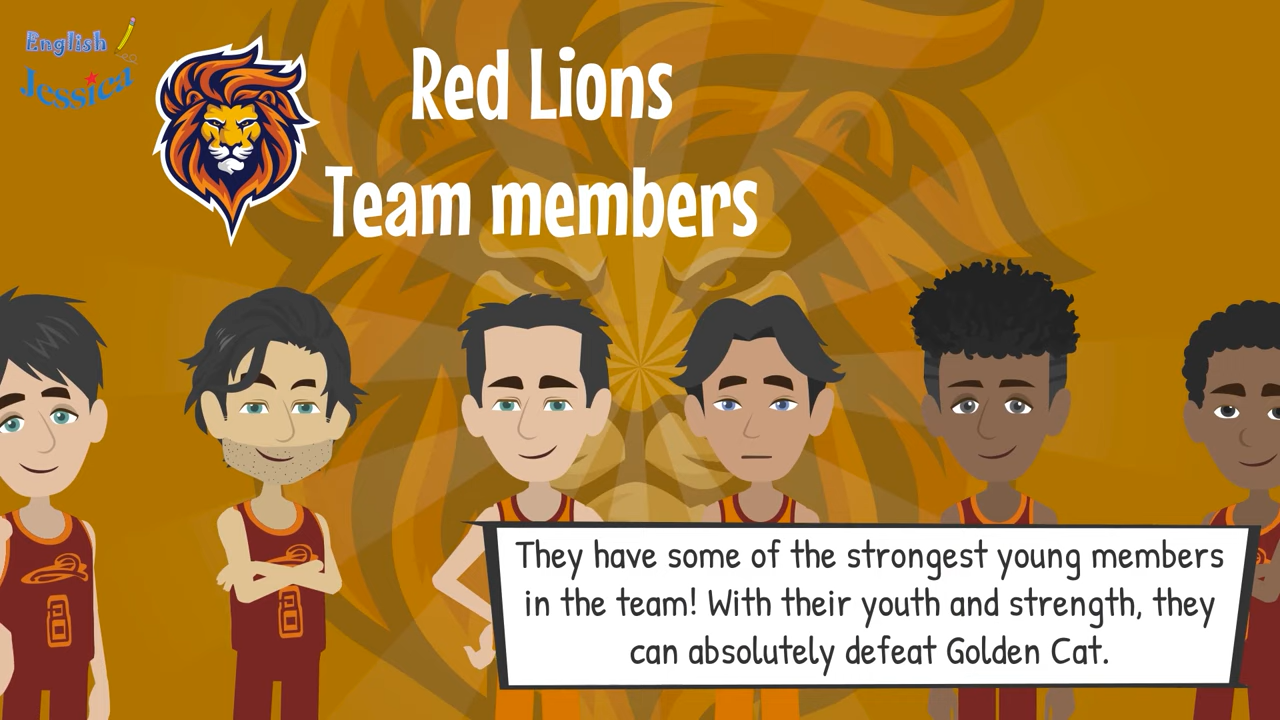 English
Jessica
Red Lions
Team members
They have some of the strongest young members
in the team! With their youth and strength, they
can absolutely defeat Golden Cat.